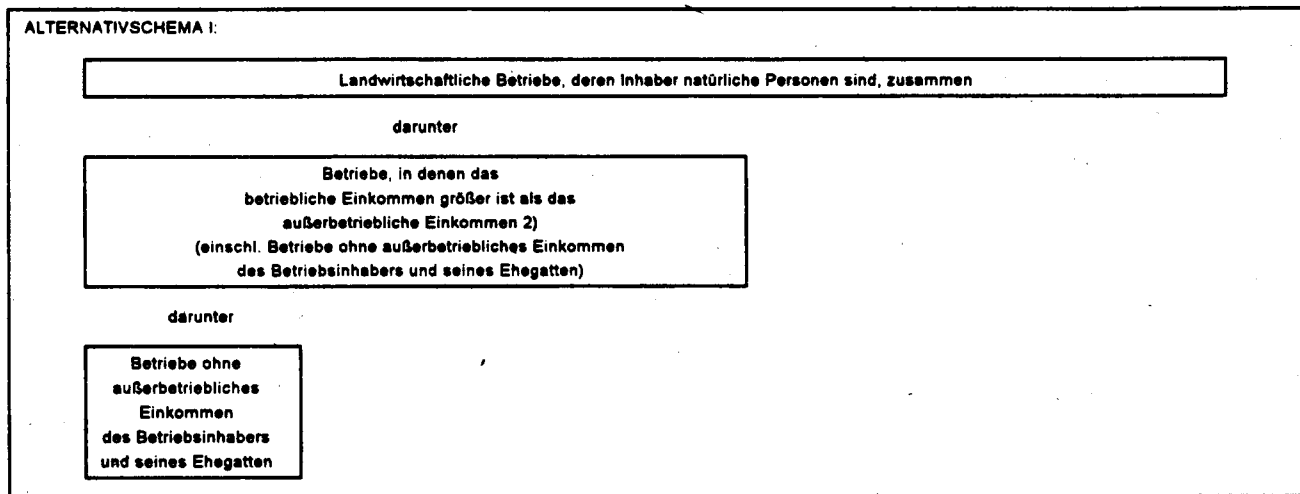 ALTERNATIVSCHEMA I:
Landwirtschaftliche Betriebe, deren Inhaber natürliche Personen sind, zusammen
darunter
Betriebe, in denen das
betriebliche Einkommen größer ist als das
außerbetriebliche Einkommen 2)
(einschl. Betriebe ohne außerbetriebliches Einkommen
des Betriebsinhabers und seines Ehegatten)
darunter
Betriebe ohne
außerbetriebliches
Einkommen
des Betriebsinhabers
und seines Ehegatten